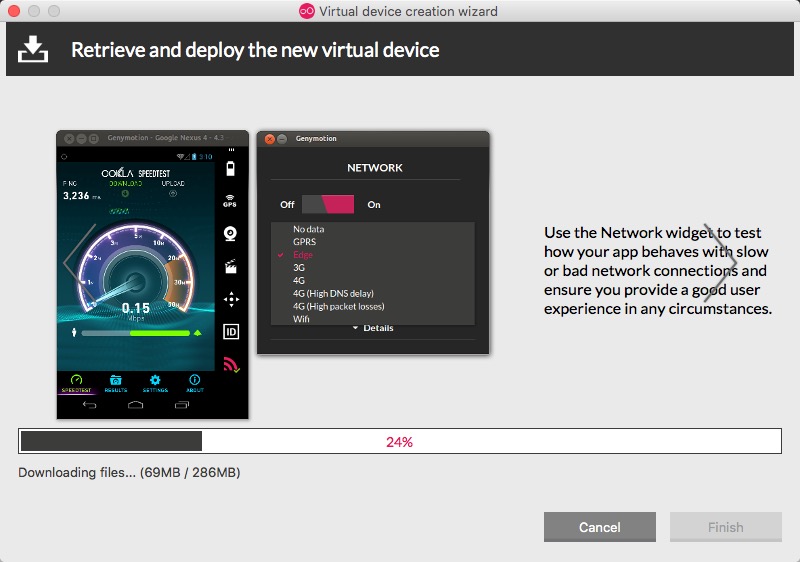 Virtual device creation wizard
Retrieve and deploy the new virtual device
Genymotion - Google Nexus 4 - 4.3
3:10
OOKLA SPEEDTEST
PING DOWNLOAD UPLOAD
3,236 ms
0.15
Mbps
SPEEDTEST RESULTS SETTINGS ABOUT
GPS
ID
Genymotion
NETWORK
Off On
No data
GPRS
Edge
3G
4G
4G (High DNS delay)
4G (High packet losses)
Wifi
Details
Use the Network widget to test
how your app behaves with slow
or bad network connections and
ensure you provide a good user
experience in any circumstances.
24%
Downloading files... (69MB / 286MB)
Cancel Finish